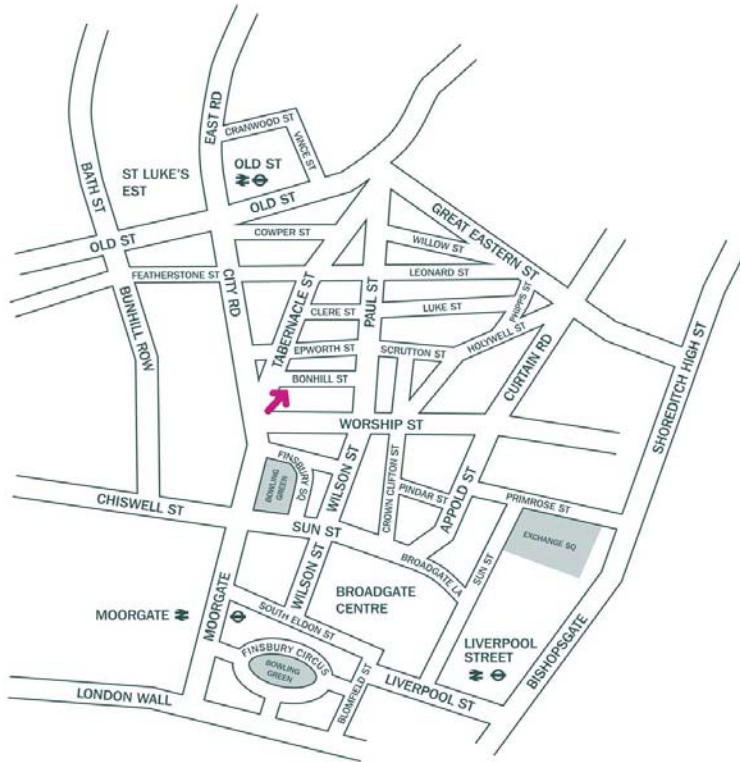 EAST RD
CRANWOOD ST
VINCE ST
BATH ST
ST LUKE'S
EST
OLD ST
OLD ST
OLD ST
GREAT EASTERN ST
COWPER ST
WILLOW ST
FEATHERSTONE ST
CITY RD
LEONARD ST
TABERNACLE ST
PAUL ST
PHIPPS ST
BUNHILL ROW
CLERE ST
LUKE ST
EPWORTH ST
SCRUTTON ST
HOLYWELL ST
CURTAIN RD
SHOREDITCH HIGH ST
BONHILL ST
WORSHIP ST
FINSBURY SQ
BOWLING
GREEN
WILSON ST
CROWN CLIFTON ST
PINDAR ST
APPOLD ST
PRIMROSE ST
CHISWELL ST
SUN ST
EXCHANGE SQ
BROADGATE LA
SUN ST
WILSON ST
BROADGATE
CENTRE
MOORGATE
MOORGATE
SOUTH ELDON ST
LIVERPOOL
STREET
BISHOPSGATE
FINSBURY CIRCUS
BOWLING
GREEN
BLOMFIELD ST
LIVERPOOL ST
LONDON WALL